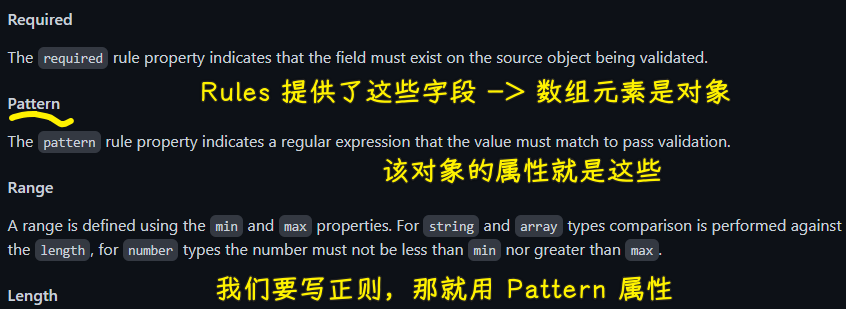 Required
The required rule property indicates that the field must exist on the source object being validated.
Rules 提供了这些字段 -> 数组元素是对象
Pattern
The pattern rule property indicates a regular expression that the value must match to pass validation.
该对象的属性就是这些
Range
A range is defined using the min and max properties. For string and array types comparison is performed against
the length, for number types the number must not be less than min nor greater than max.
我们要写正则，那就用 Pattern 属性
Length